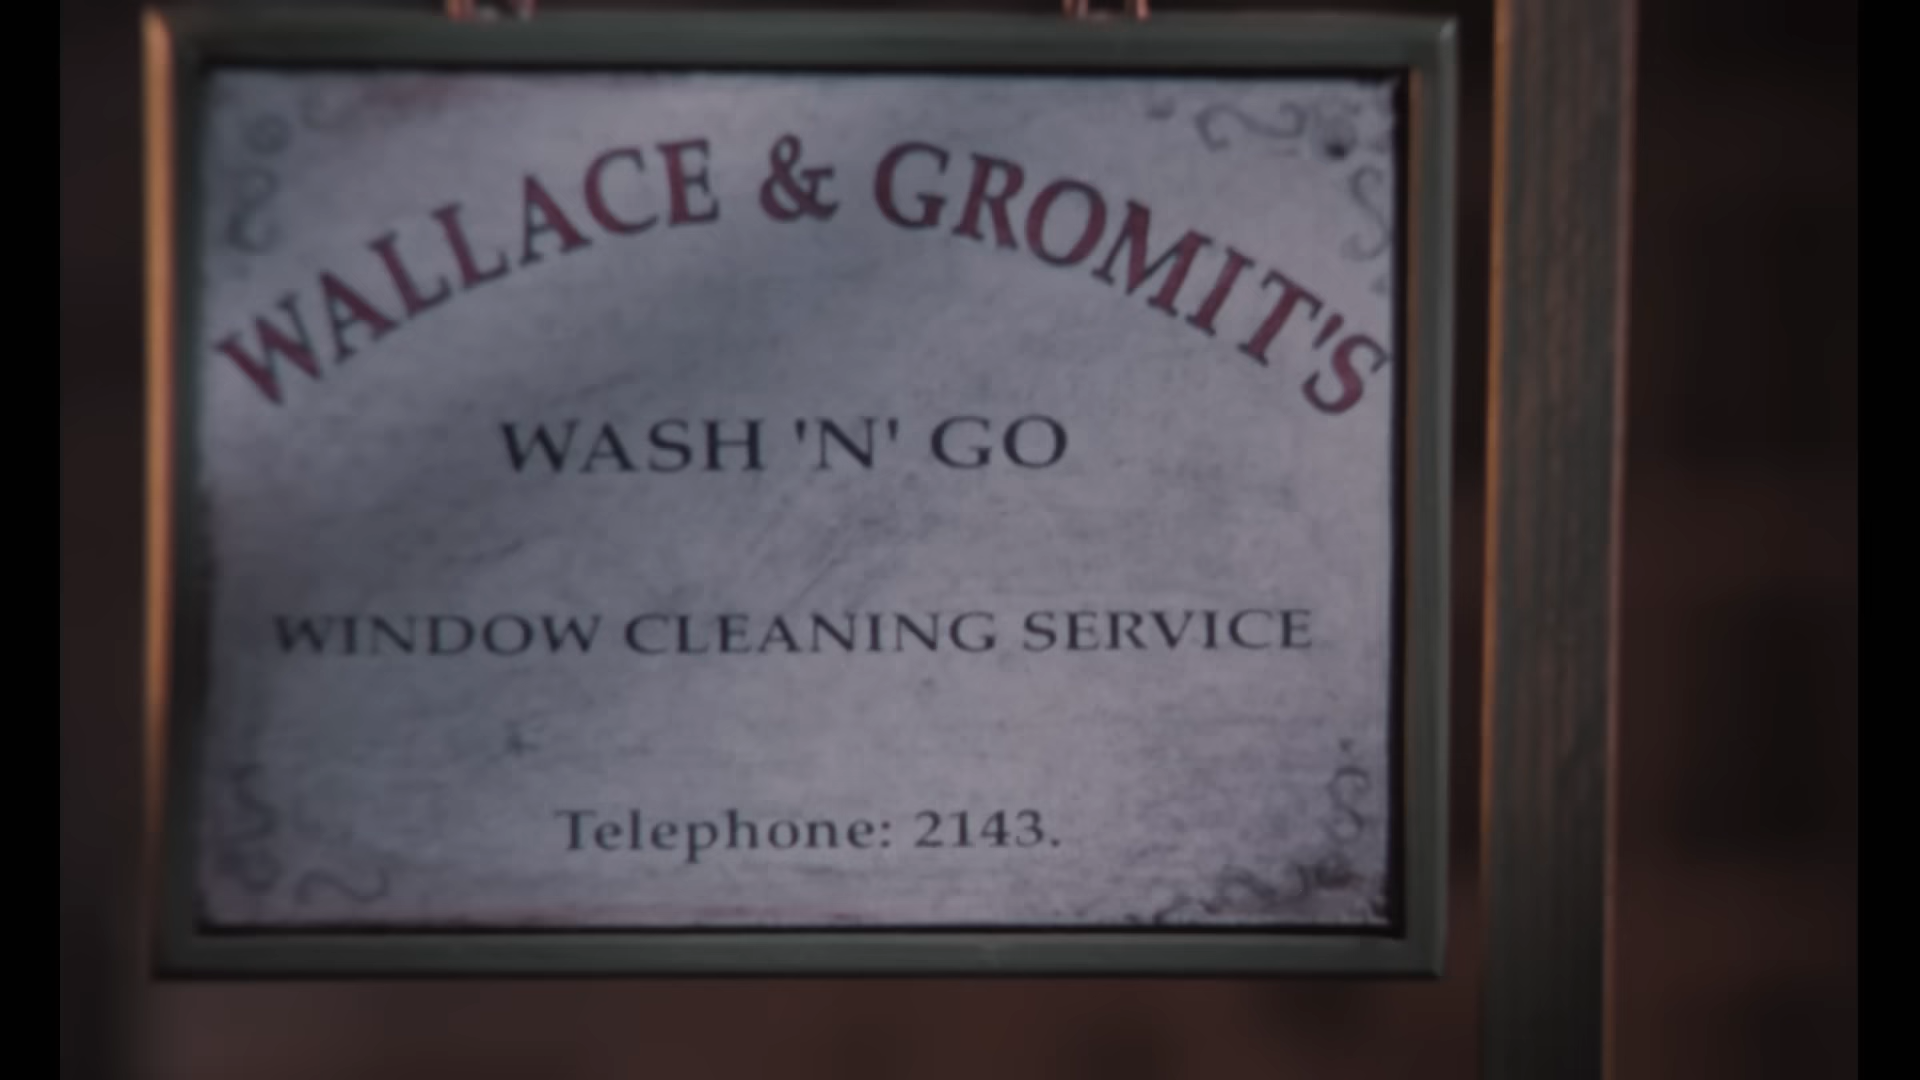 WALLACE & GROMIT'S
WASH 'N' GO
WINDOW CLEANING SERVICE
Telephone: 2143.